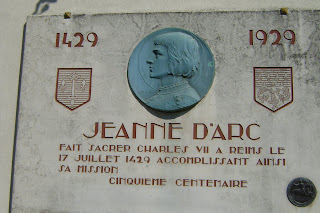 1429 1929
JEANNE D'ARC
FAIT SACRER CHARLES VII A REIMS LE
17 JUILLET 1429 ACCOMPLISSANT AINSI
SA MISSION
CINQUIEME CENTENAIRE